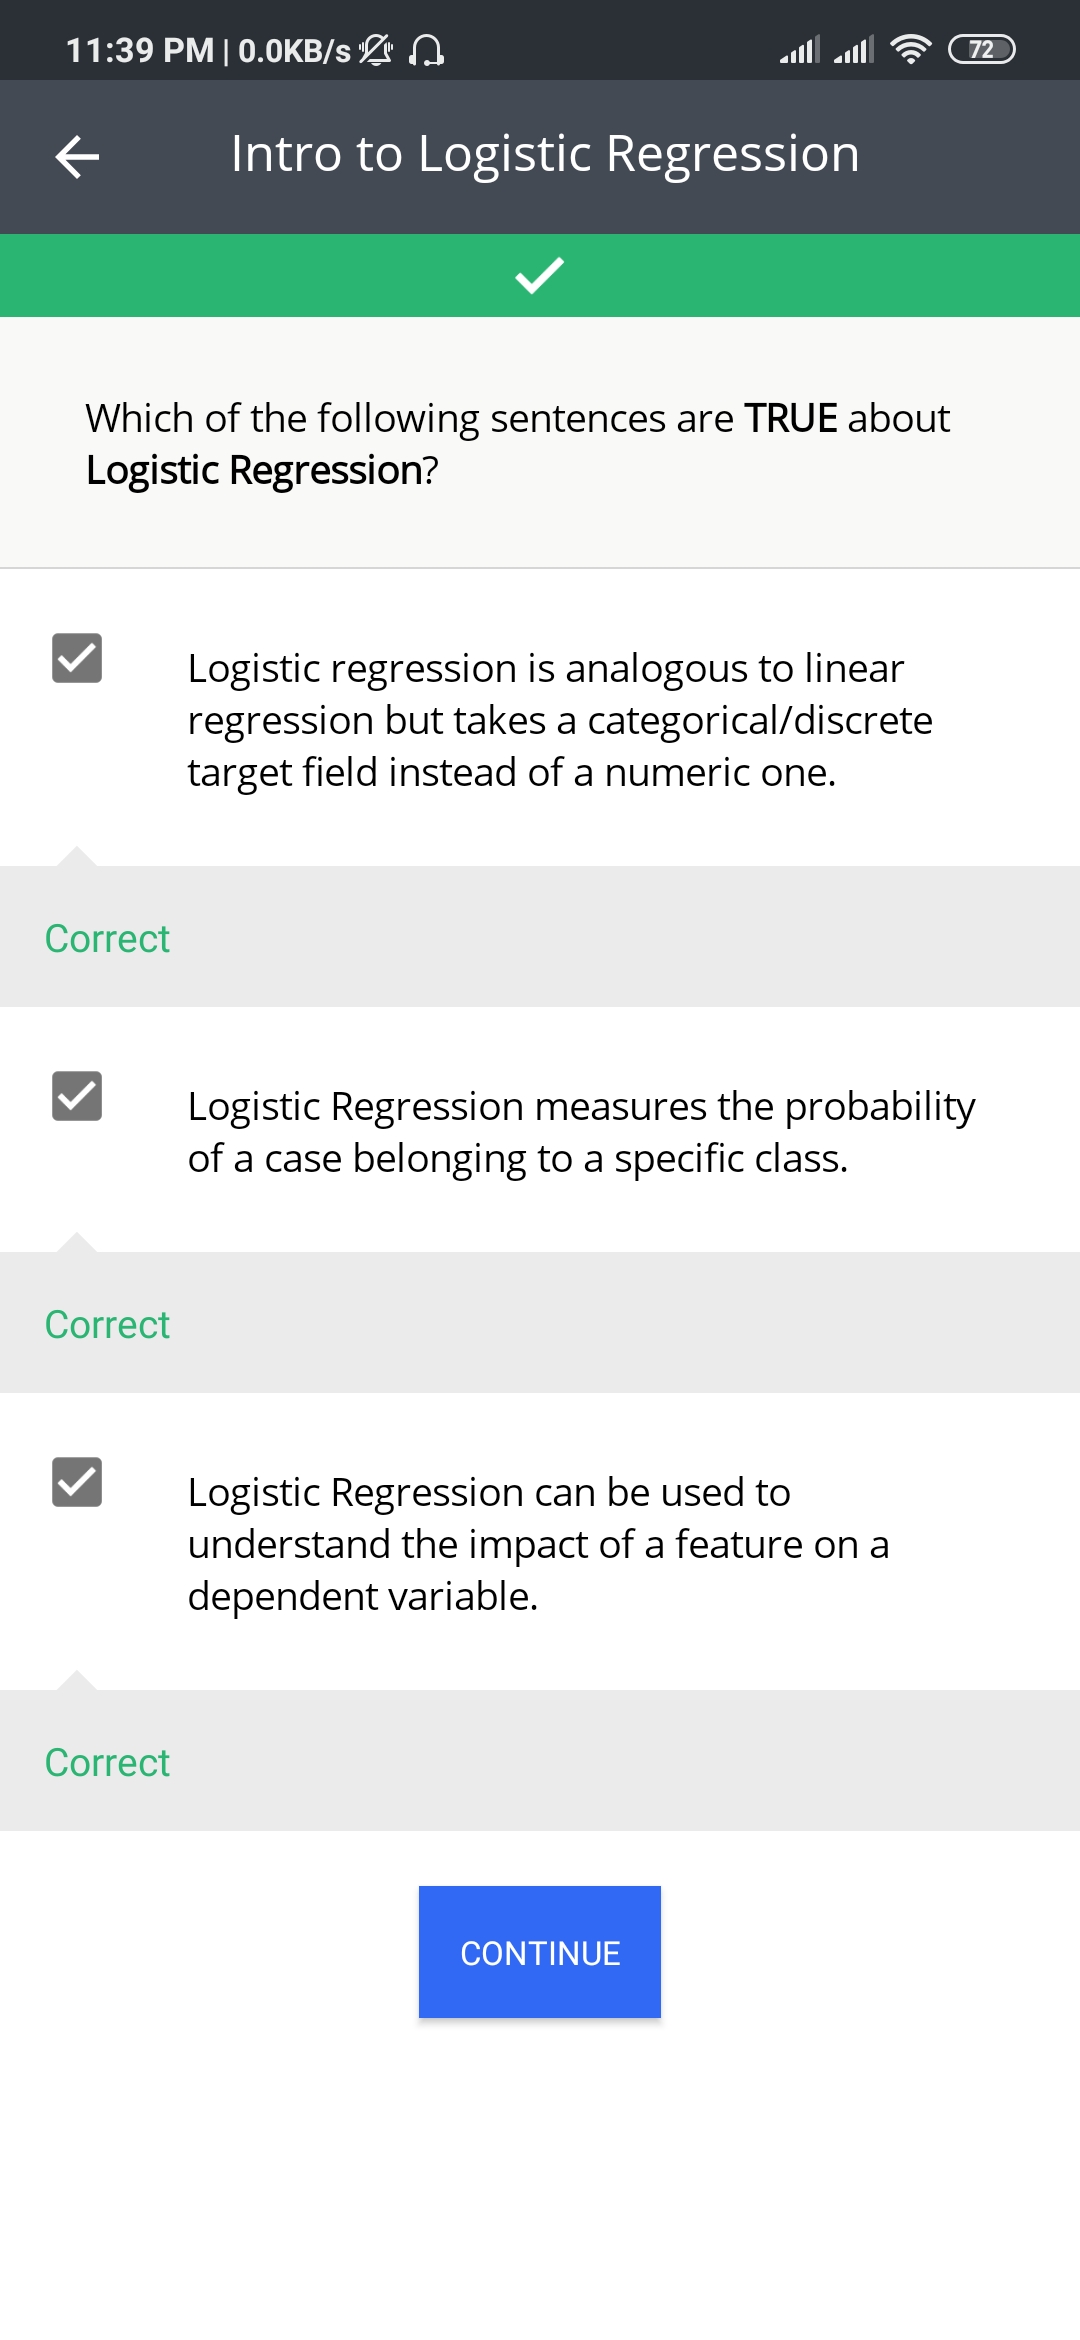 11:39 PM | 0.0KB/s
72
Intro to Logistic Regression
Which of the following sentences are TRUE about
Logistic Regression?
Logistic regression is analogous to linear
regression but takes a categorical/discrete
target field instead of a numeric one.
Correct
Logistic Regression measures the probability
of a case belonging to a specific class.
Correct
Logistic Regression can be used to
understand the impact of a feature on a
dependent variable.
Correct
CONTINUE